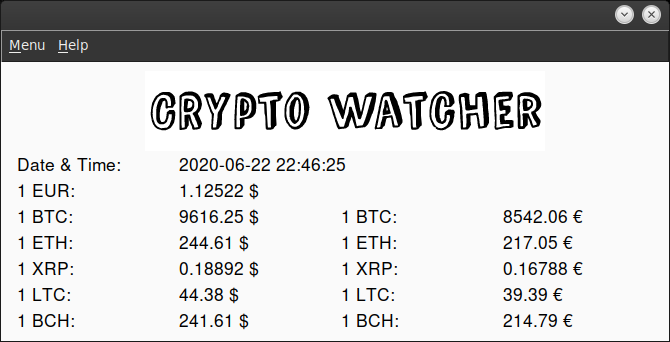 Menu Help
CRYPTO WATCHER
Date & Time: 2020-06-22 22:46:25
1 EUR: 1.12522 $
1 BTC: 9616.25 $ 1 BTC: 8542.06 €
1 ETH: 244.61 $ 1 ETH: 217.05 €
1 XRP: 0.18892 $ 1 XRP: 0.16788 €
1 LTC: 44.38 $ 1 LTC: 39.39 €
1 BCH: 241.61 $ 1 BCH: 214.79 €